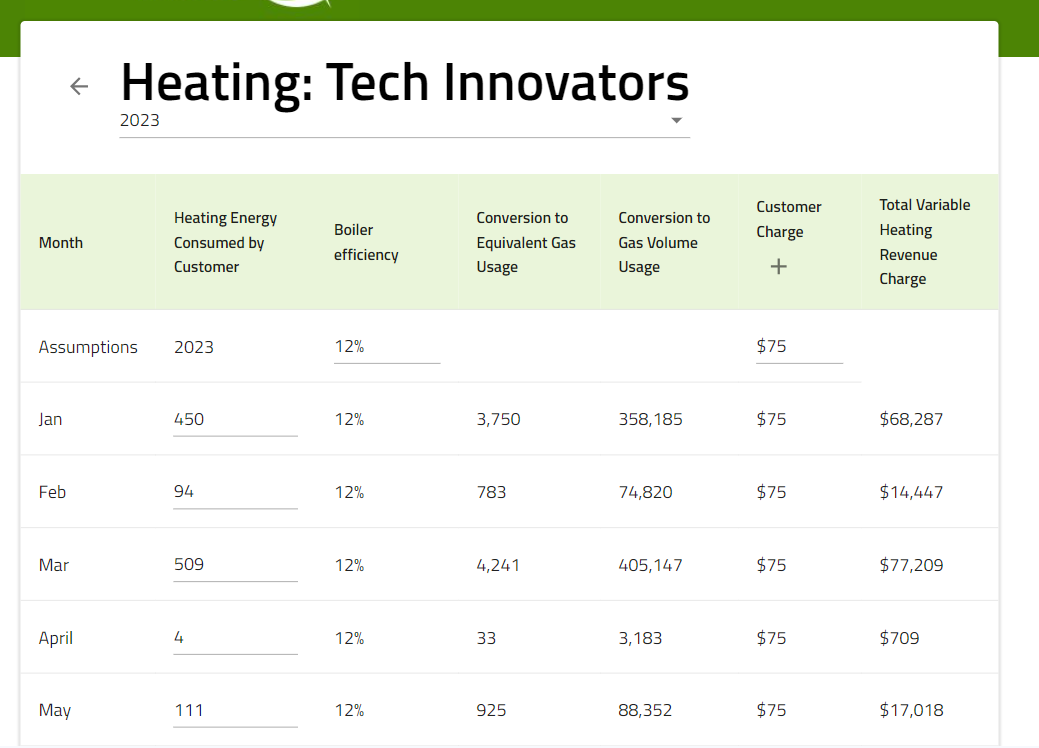 Heating: Tech Innovators
2023
Month Heating Energy Consumed by Customer Boiler efficiency Conversion to Equivalent Gas Usage Conversion to Gas Volume Usage Customer Charge + Total Variable Heating Revenue Charge
Assumptions 2023 12% $75
Jan 450 12% 3,750 358,185 $75 $68,287
Feb 94 12% 783 74,820 $75 $14,447
Mar 509 12% 4,241 405,147 $75 $77,209
April 4 12% 33 3,183 $75 $709
May 111 12% 925 88,352 $75 $17,018